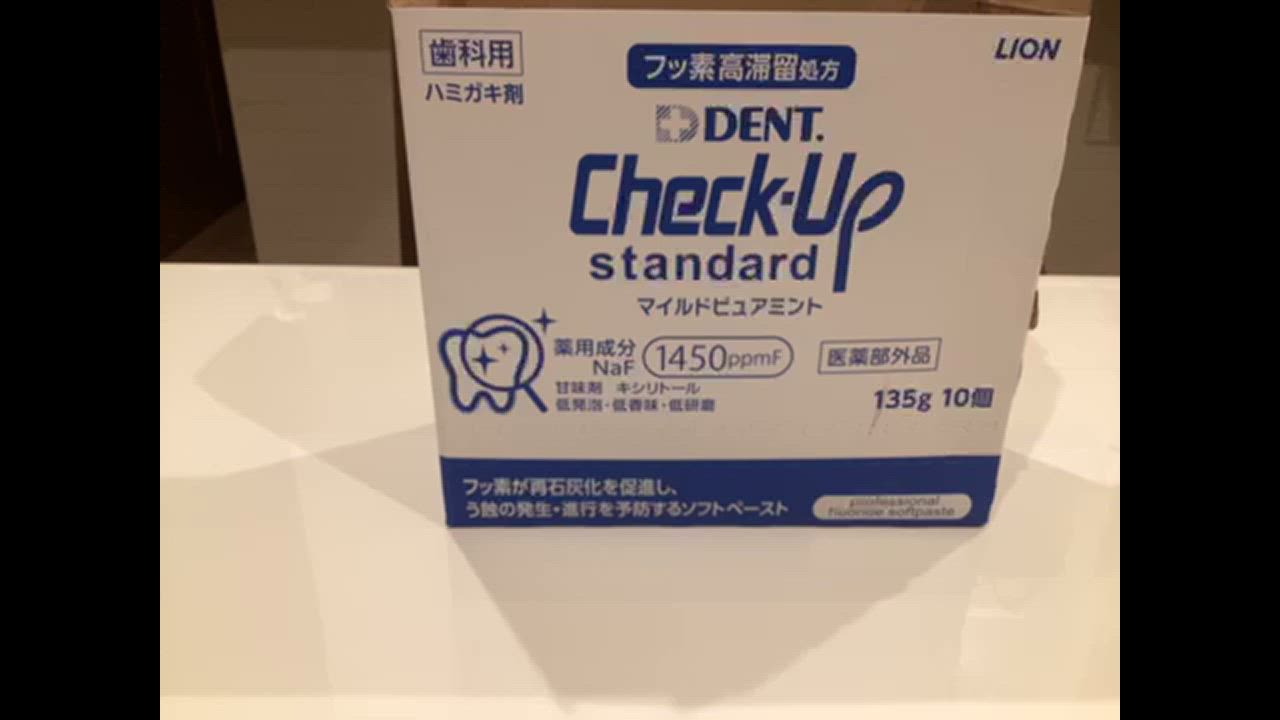 歯科用
ハミガキ剤
フッ素高滞留処方
LION
DENT.
Check-Up
standard
マイルドピュアミント
薬用成分
NaF
1450ppmF
医薬部外品
甘味剤 キシリトール
低発泡・低香味・低研磨
135g 10個
フッ素が再石灰化を促進し、
う蝕の発生・進行を予防するソフトペースト
professional
fluoride softpaste